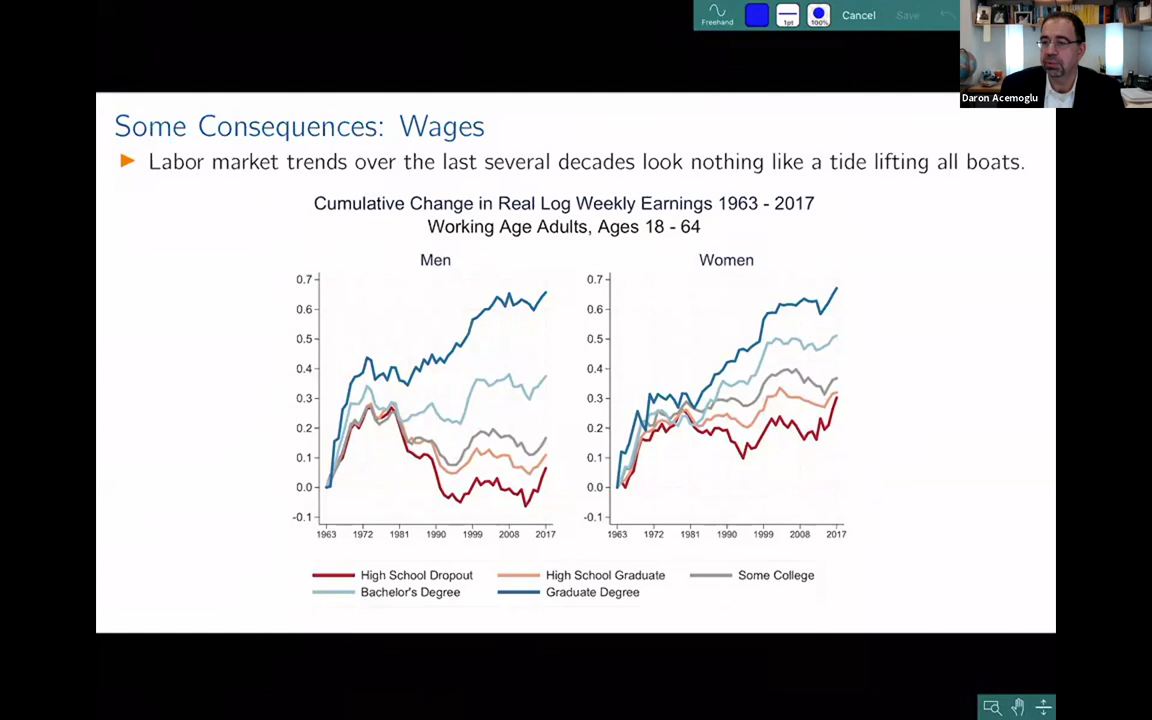 Freehand
1pt
100%
Cancel
Save
Daron Acemoglu
Some Consequences: Wages
Labor market trends over the last several decades look nothing like a tide lifting all boats.
Cumulative Change in Real Log Weekly Earnings 1963 - 2017
Working Age Adults, Ages 18 - 64
Men
Women
0.7
0.6
0.5
0.4
0.3
0.2
0.1
0.0
-0.1
1963 1972 1981 1990 1999 2008 2017
0.7
0.6
0.5
0.4
0.3
0.2
0.1
0.0
-0.1
1963 1972 1981 1990 1999 2008 2017
High School Dropout High School Graduate Some College
Bachelor's Degree Graduate Degree